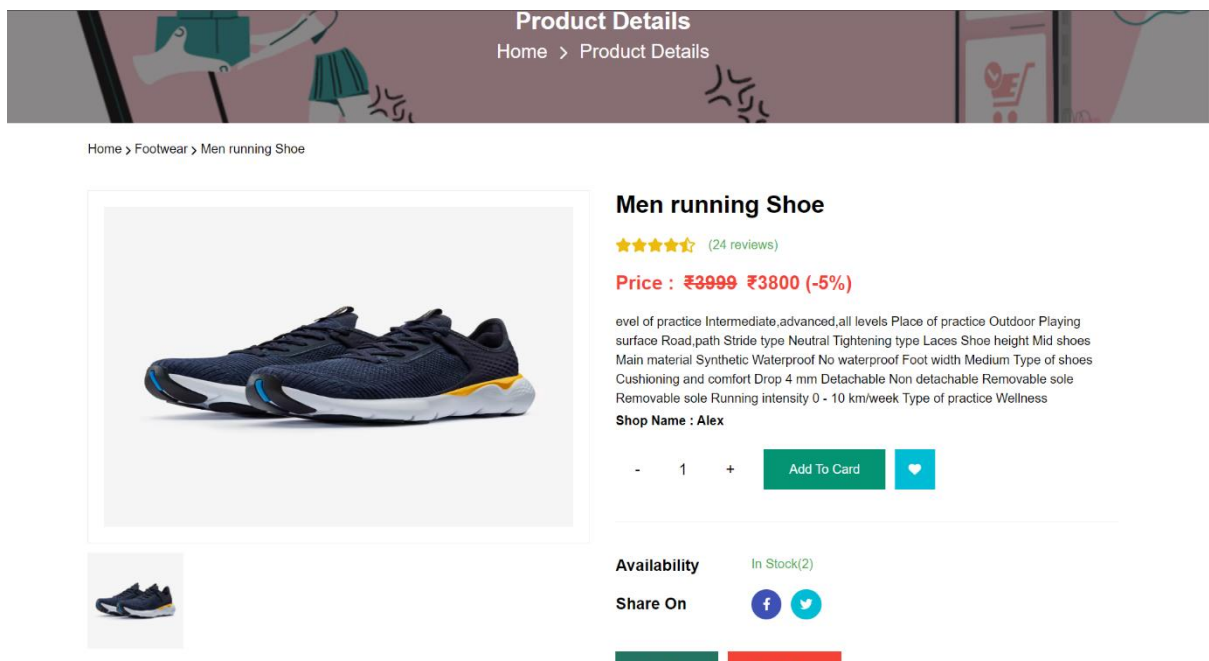 Product Details
Home > Product Details
Home > Footwear > Men running Shoe
Men running Shoe
(24 reviews)
Price : ₹3999 ₹3800 (-5%)
evel of practice Intermediate,advanced,all levels Place of practice Outdoor Playing
surface Road,path Stride type Neutral Tightening type Laces Shoe height Mid shoes
Main material Synthetic Waterproof No waterproof Foot width Medium Type of shoes
Cushioning and comfort Drop 4 mm Detachable Non detachable Removable sole
Removable sole Running intensity 0 - 10 km/week Type of practice Wellness
Shop Name : Alex
- 1 + Add To Card
Availability In Stock(2)
Share On